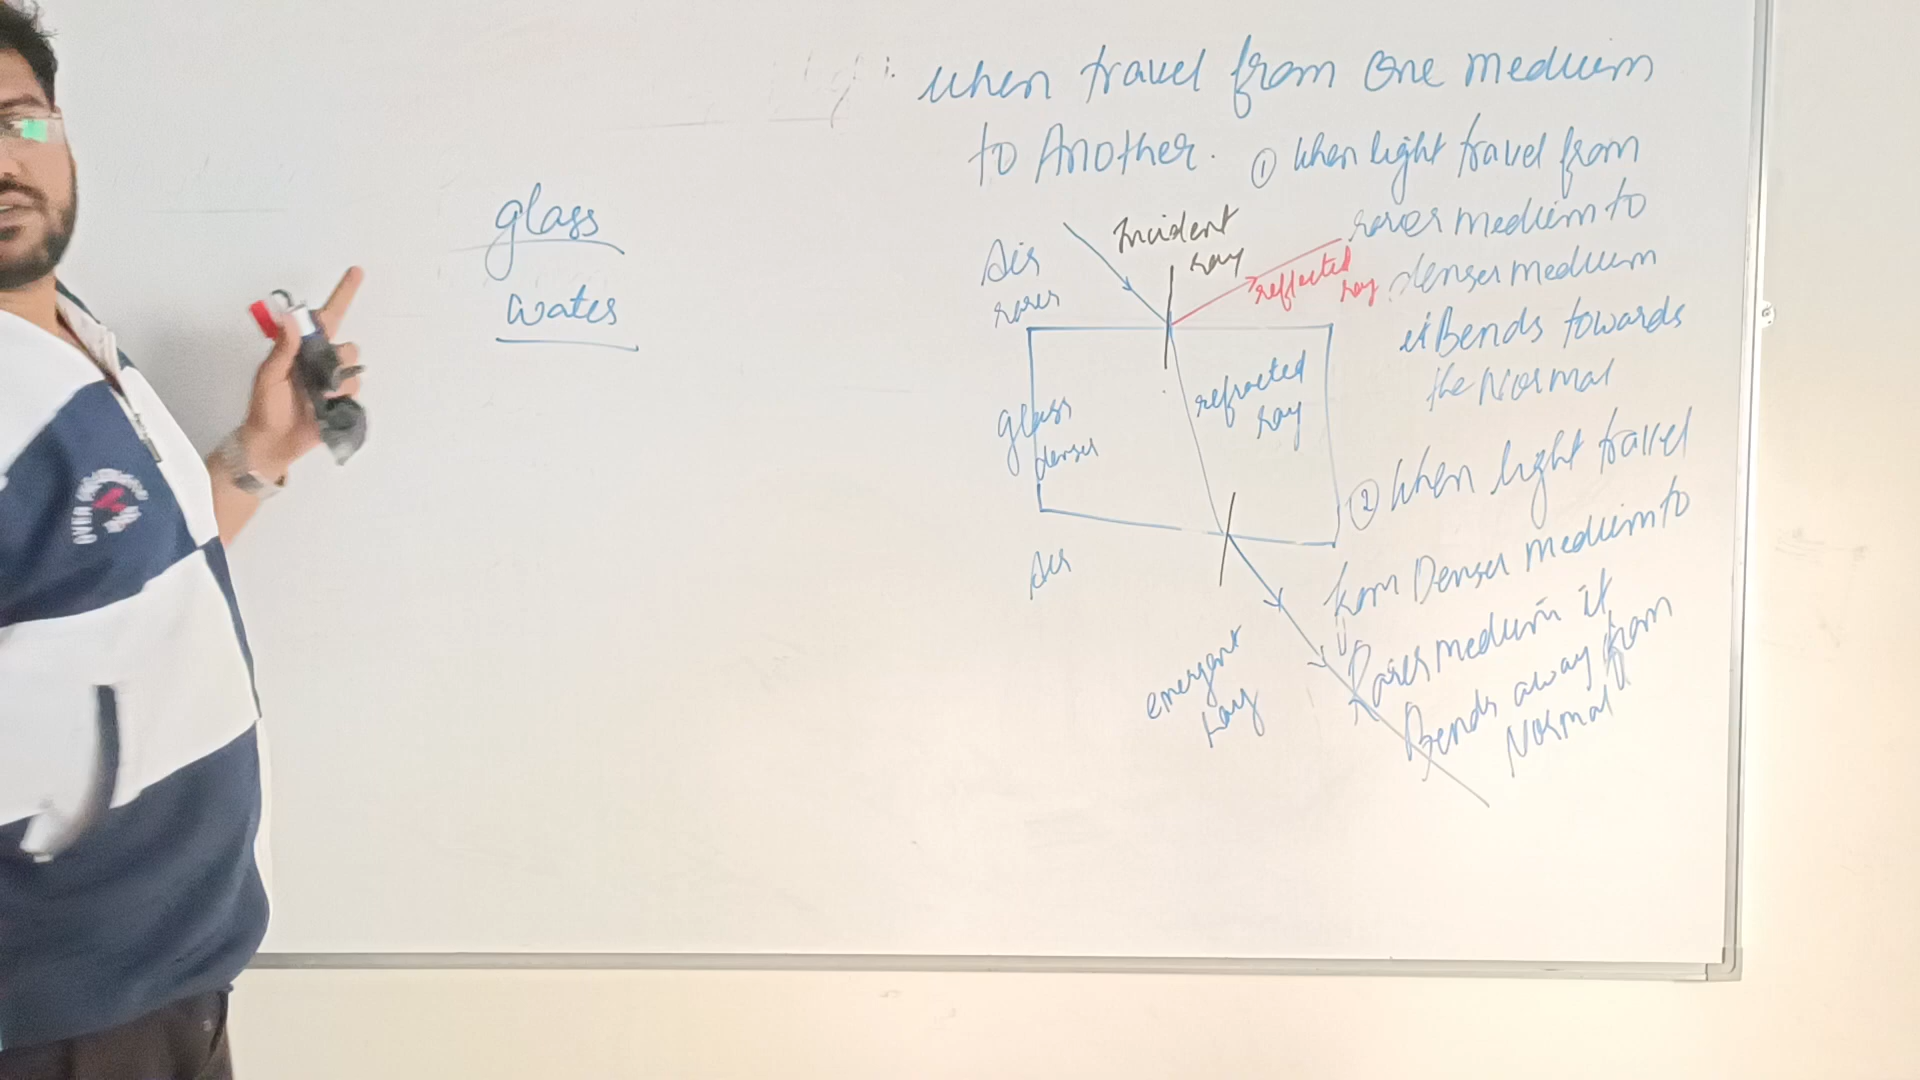 when travel from One medium
to Another.
① When light travel from
rarer medium to
denser medium
it Bends towards
the Normal
② When light travel
from Denser medium to
Rarer medium it
Bends away from
Normal
glass
water
Air
rarer
Incident
ray
reflected
ray
glass
denser
refracted
ray
Air
emergent
ray